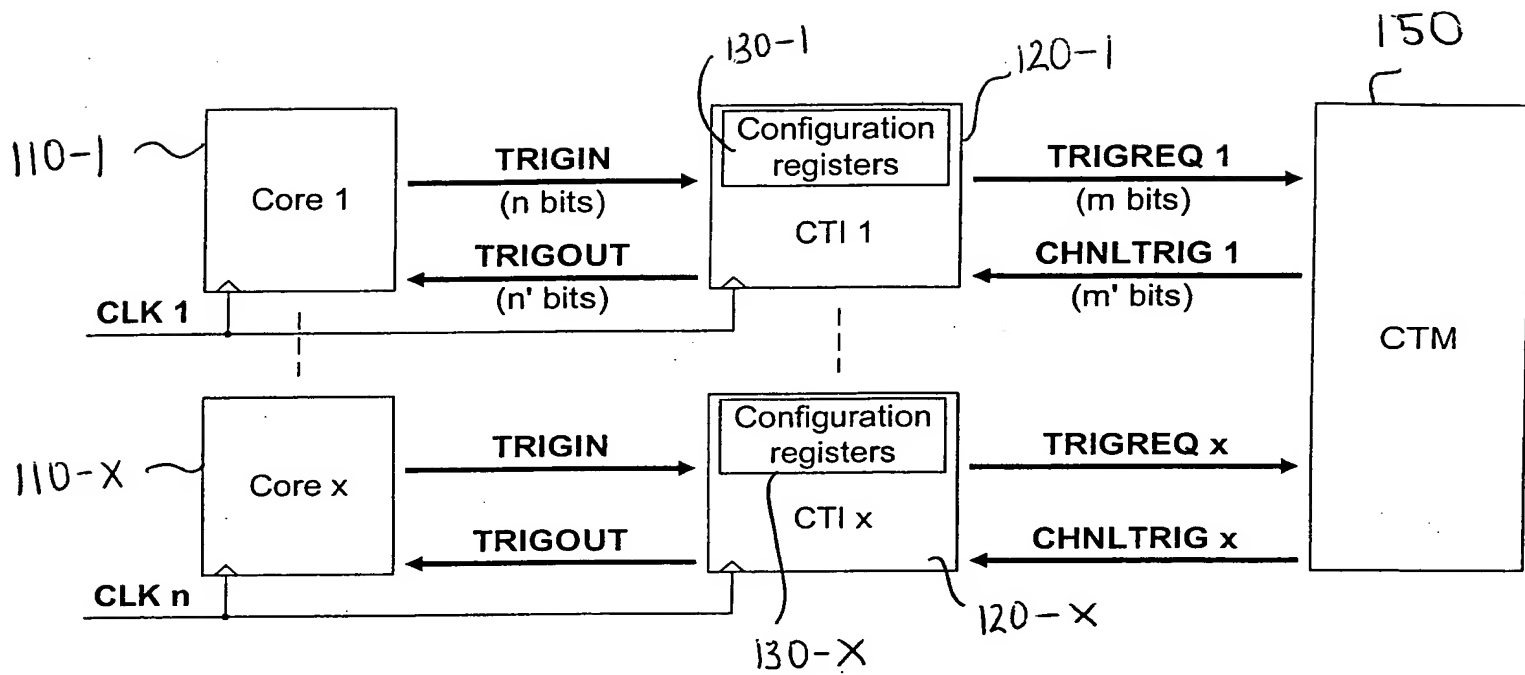 150
130-1
120-1
110-1
Core 1
TRIGIN
(n bits)
TRIGOUT
(n' bits)
Configuration
registers
CTI 1
TRIGREQ 1
(m bits)
CHNLTRIG 1
(m' bits)
CTM
CLK 1
110-X
Core x
TRIGIN
TRIGOUT
Configuration
registers
CTI x
TRIGREQ x
CHNLTRIG x
CLK n
120-X
130-X